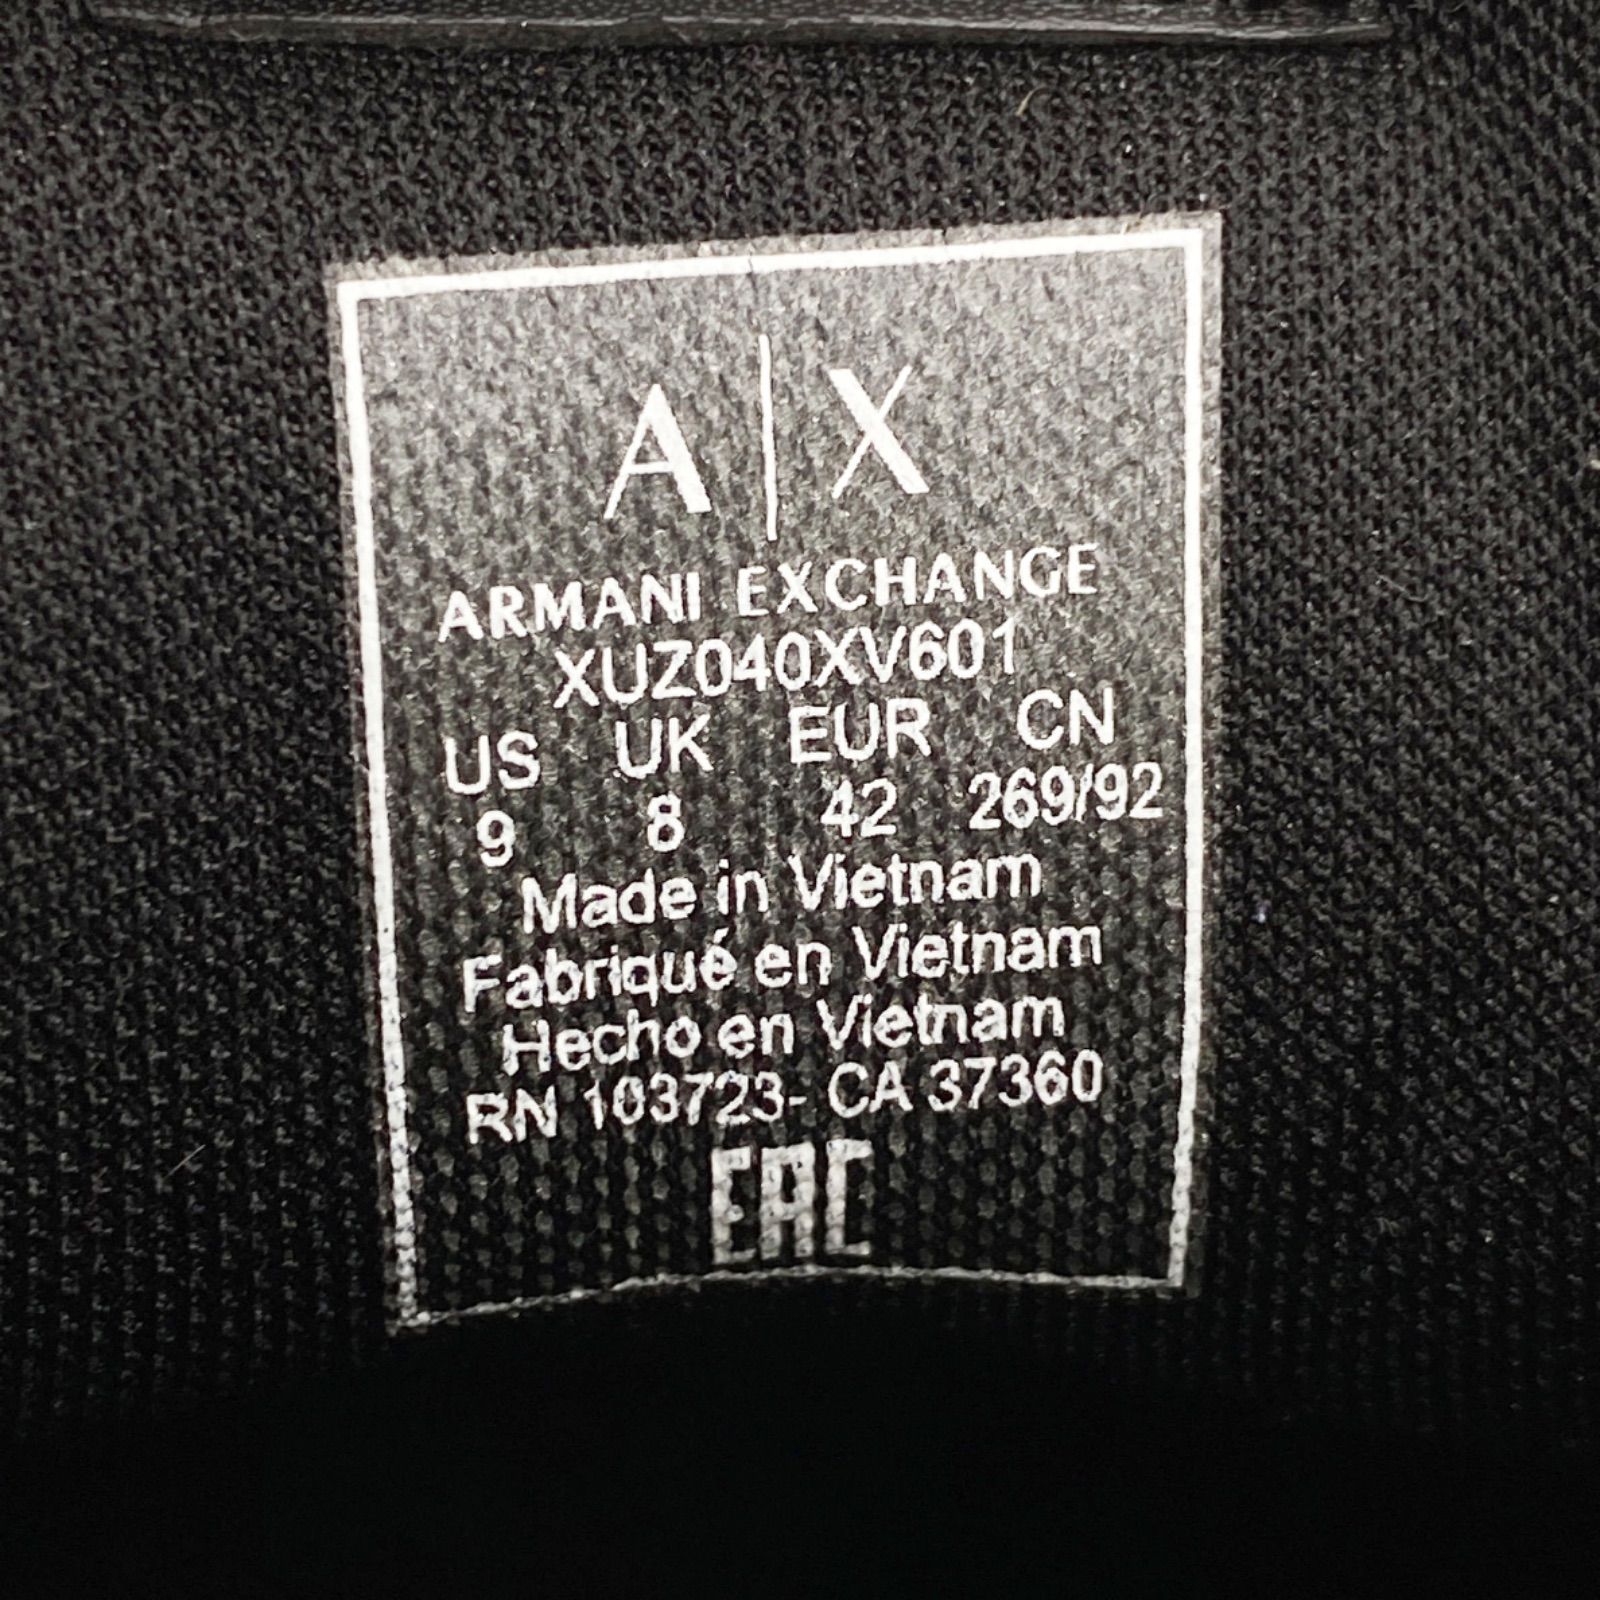 A|X
ARMANI EXCHANGE
XUZ040XV601
US UK EUR CN
9 8 42 269/92
Made in Vietnam
Fabriqué en Vietnam
Hecho en Vietnam
RN 103723- CA 37360
EAC